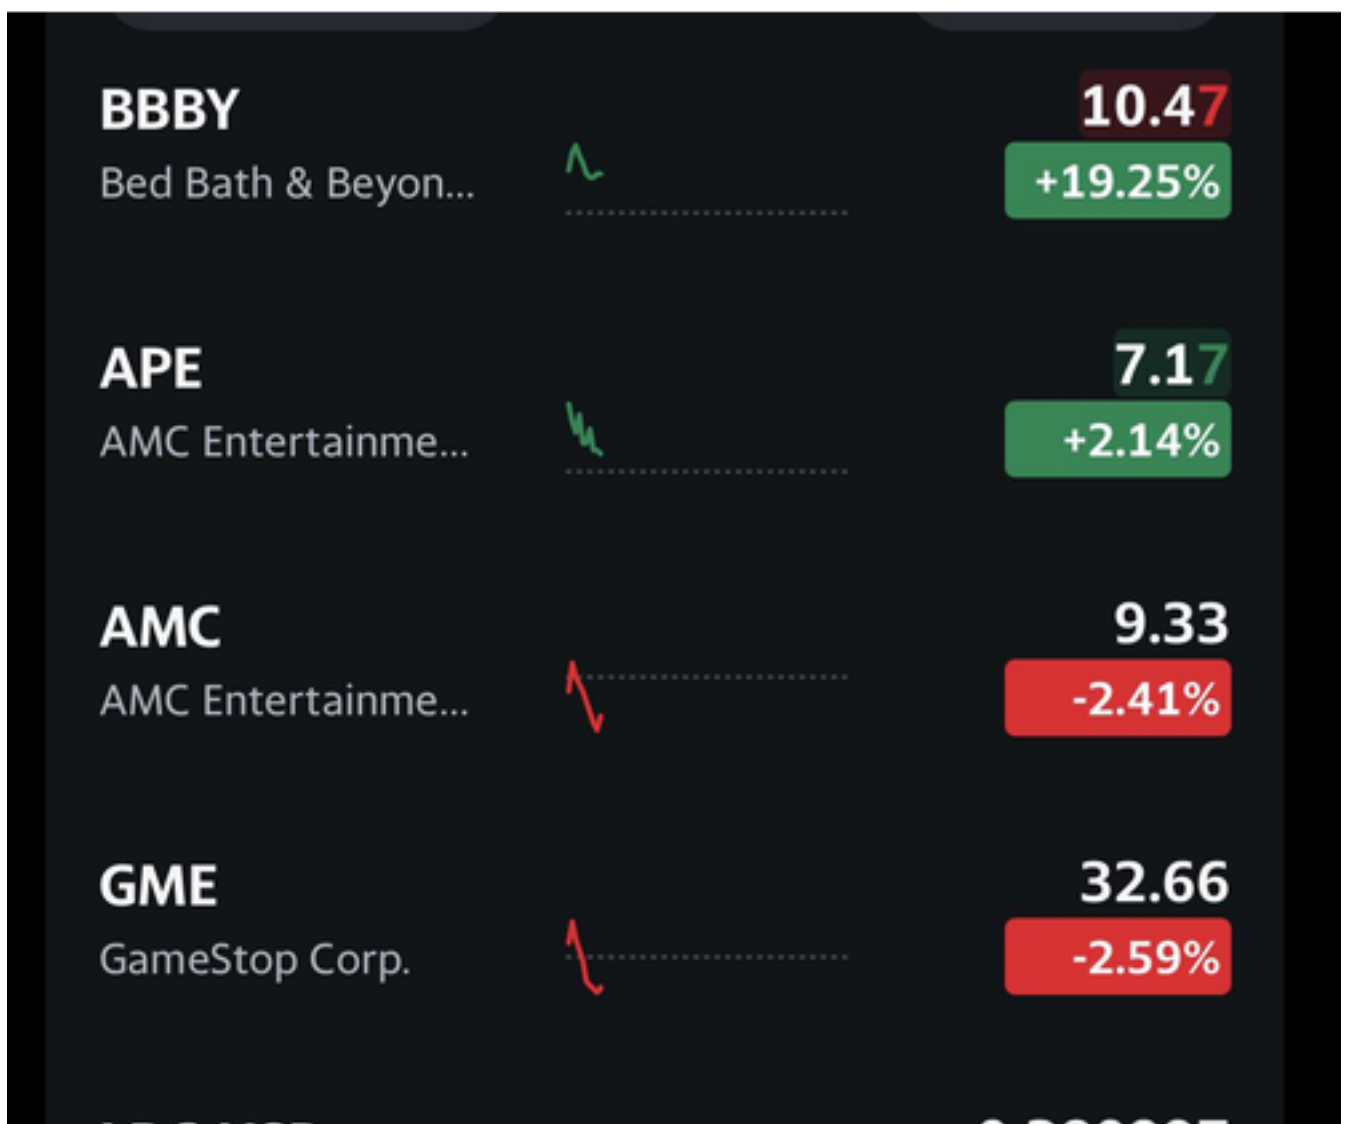 BBBY 10.47
Bed Bath & Beyon... +19.25%
APE 7.17
AMC Entertainme... +2.14%
AMC 9.33
AMC Entertainme... -2.41%
GME 32.66
GameStop Corp. -2.59%